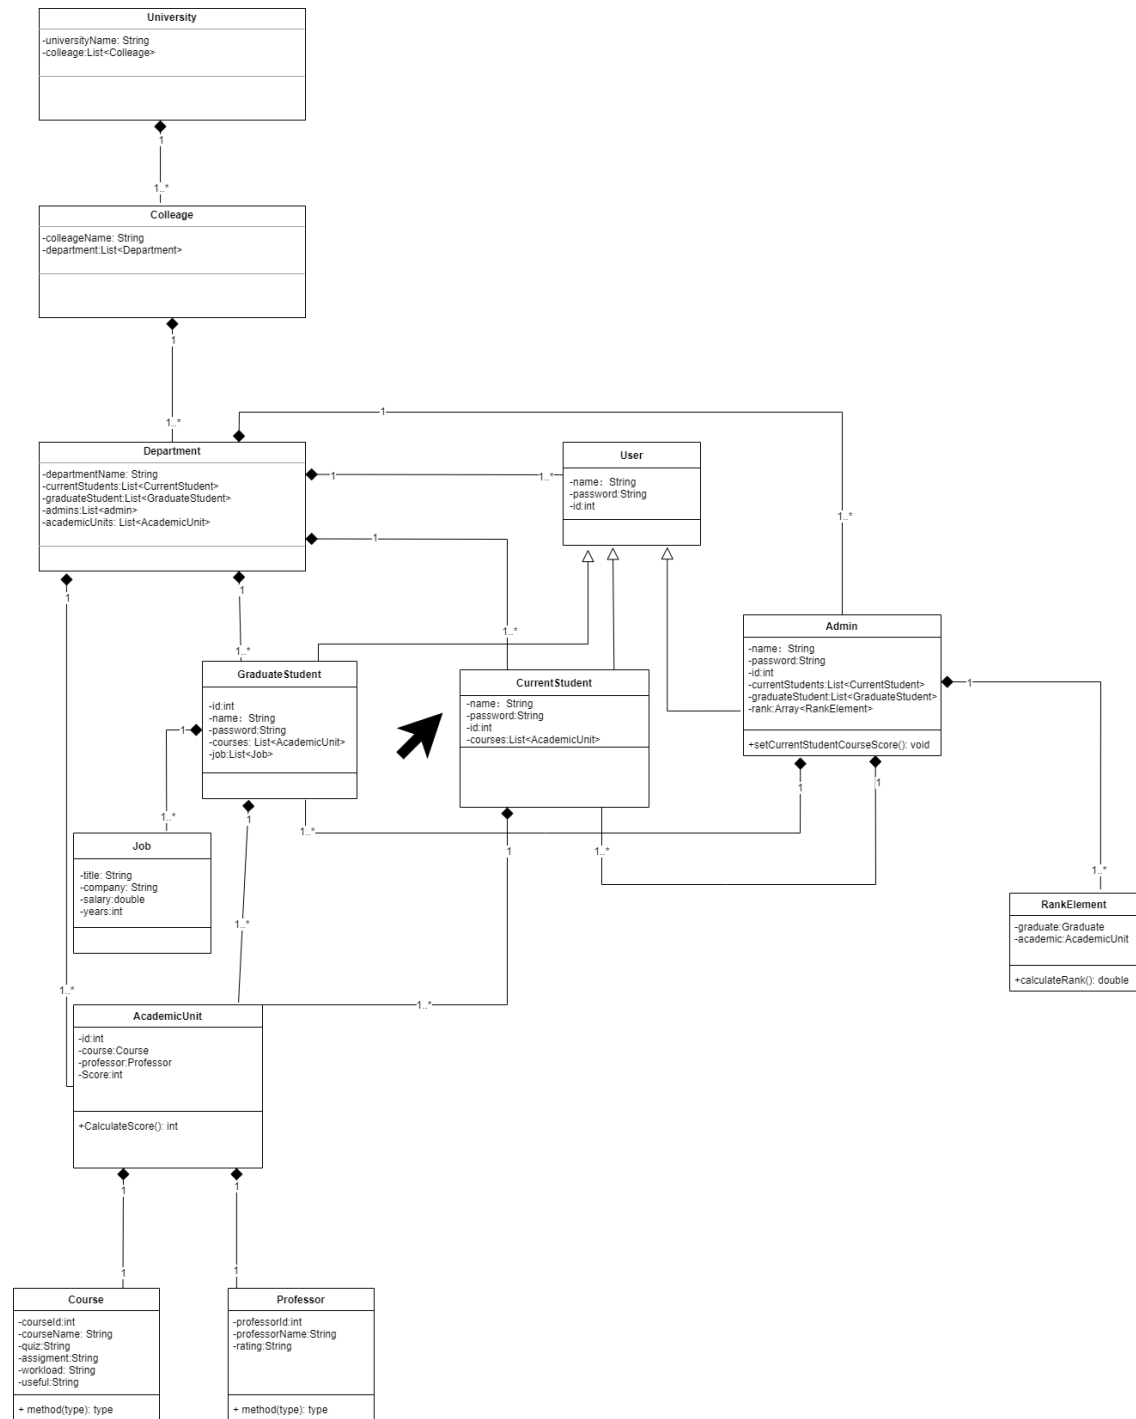 University
-universityName: String
-colleage:List<Colleage>
1
1..*
Colleage
-colleageName: String
-department:List<Department>
1
1..*
1
Department
-departmentName: String
-currentStudents:List<CurrentStudent>
-graduateStudent:List<GraduateStudent>
-admins:List<admin>
-academicUnits: List<AcademicUnit>
1
1..*
User
-name: String
-password:String
-id:int
1..*
1
1
1
1..*
1..*
Admin
-name: String
-password:String
-id:int
-currentStudents:List<CurrentStudent>
-graduateStudent:List<GraduateStudent>
-rank:Array<RankElement>
+setCurrentStudentCourseScore(): void
1
GraduateStudent
-id:int
-name: String
-password:String
-courses: List<AcademicUnit>
-job:List<Job>
CurrentStudent
-name: String
-password:String
-id:int
-courses:List<AcademicUnit>
1
1
1
1..*
1
1..*
1..*
1
Job
-title: String
-company: String
-salary:double
-years:int
1..*
1..*
RankElement
-graduate:Graduate
-academic:AcademicUnit
+calculateRank(): double
1..*
1..*
AcademicUnit
-id:int
-course:Course
-professor:Professor
-Score:int
+CalculateScore(): int
1
1
1
1
Course
-courseId:int
-courseName: String
-quiz:String
-assigment:String
-workload: String
-useful:String
+ method(type): type
Professor
-professorId:int
-professorName:String
-rating:String
+ method(type): type